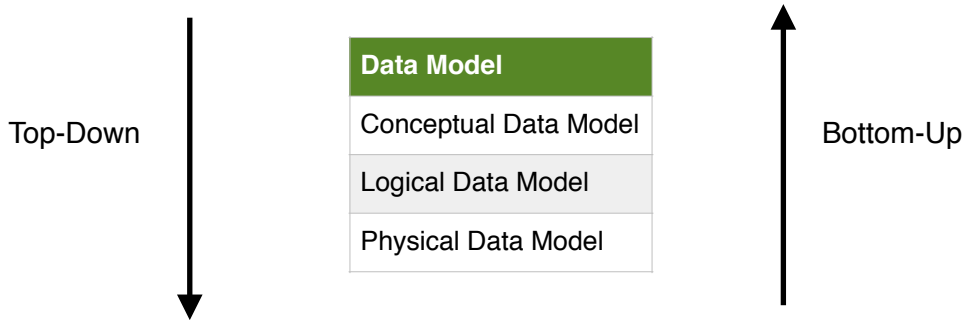 Data Model
Conceptual Data Model
Top-Down
Bottom-Up
Logical Data Model
Physical Data Model